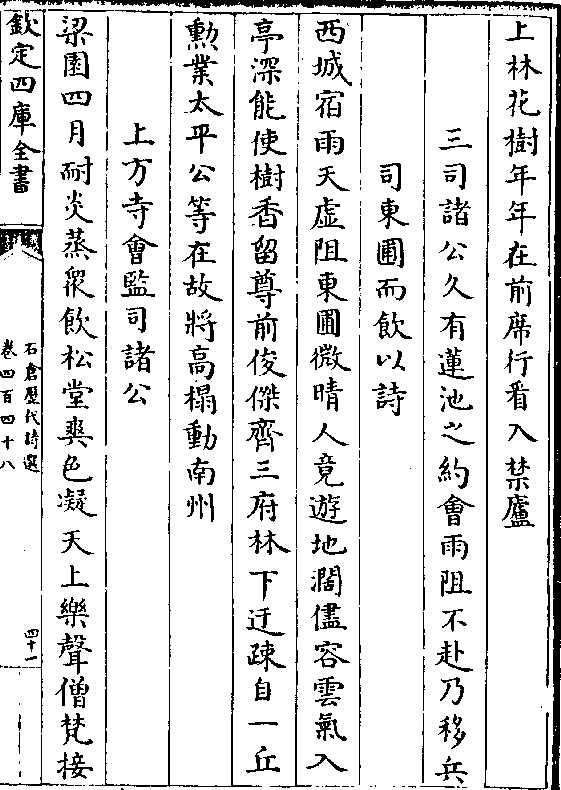 上林花樹年年在前席行看入禁廬
三司諸公久有蓮池之約會雨阻不赴乃移兵
司東圃而飲以詩
西城宿雨天虛阻東圃微晴人竟遊地濶儘容雲氣入
亭深能使樹香留尊前俊傑齊三府林下迂疎自一丘
勲業太平公等在故將高榻動南州
上方寺會監司諸公
梁園四月耐炎蒸衆飲松堂爽色凝天上樂聲僧梵接
欽定四庫全書
石倉歷代詩選
卷四百四十八
四十一